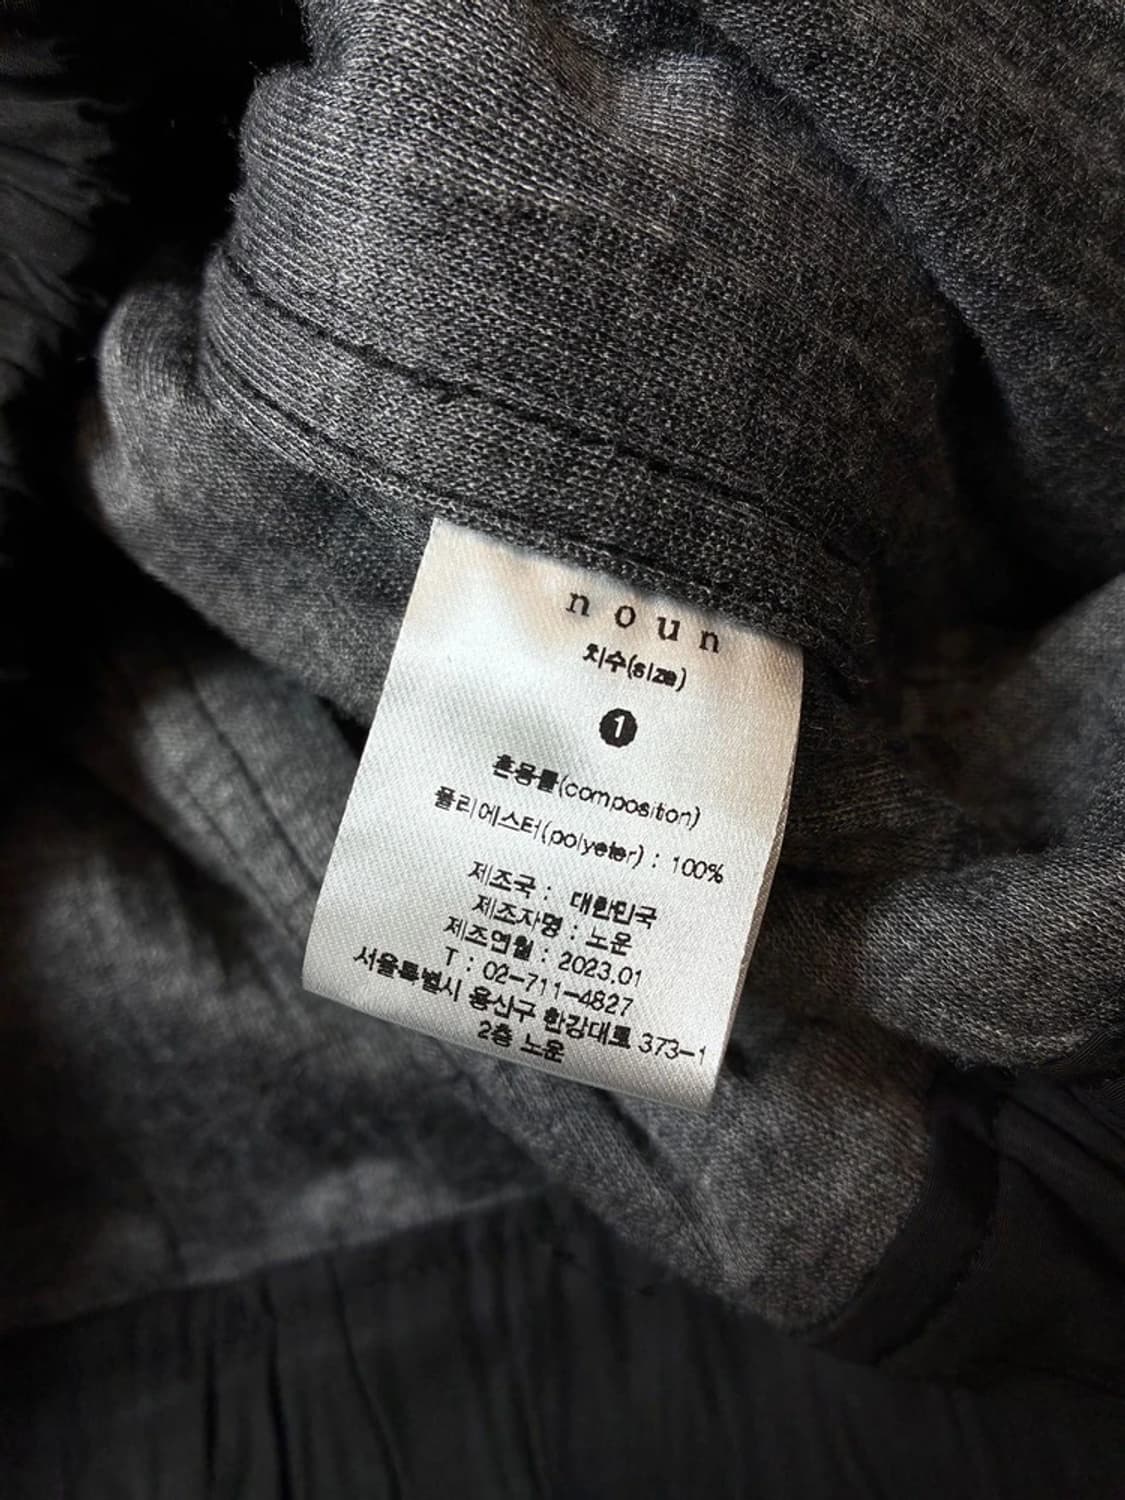 noun
치수(size)
1
혼용률(compositon)
폴리에스터(polyeter) : 100%
제조국 : 대한민국
제조자명 : 노운
제조연월 : 2023.01
T : 02-711-4827
서울특별시 용산구 한강대로 373-1
2층 노운